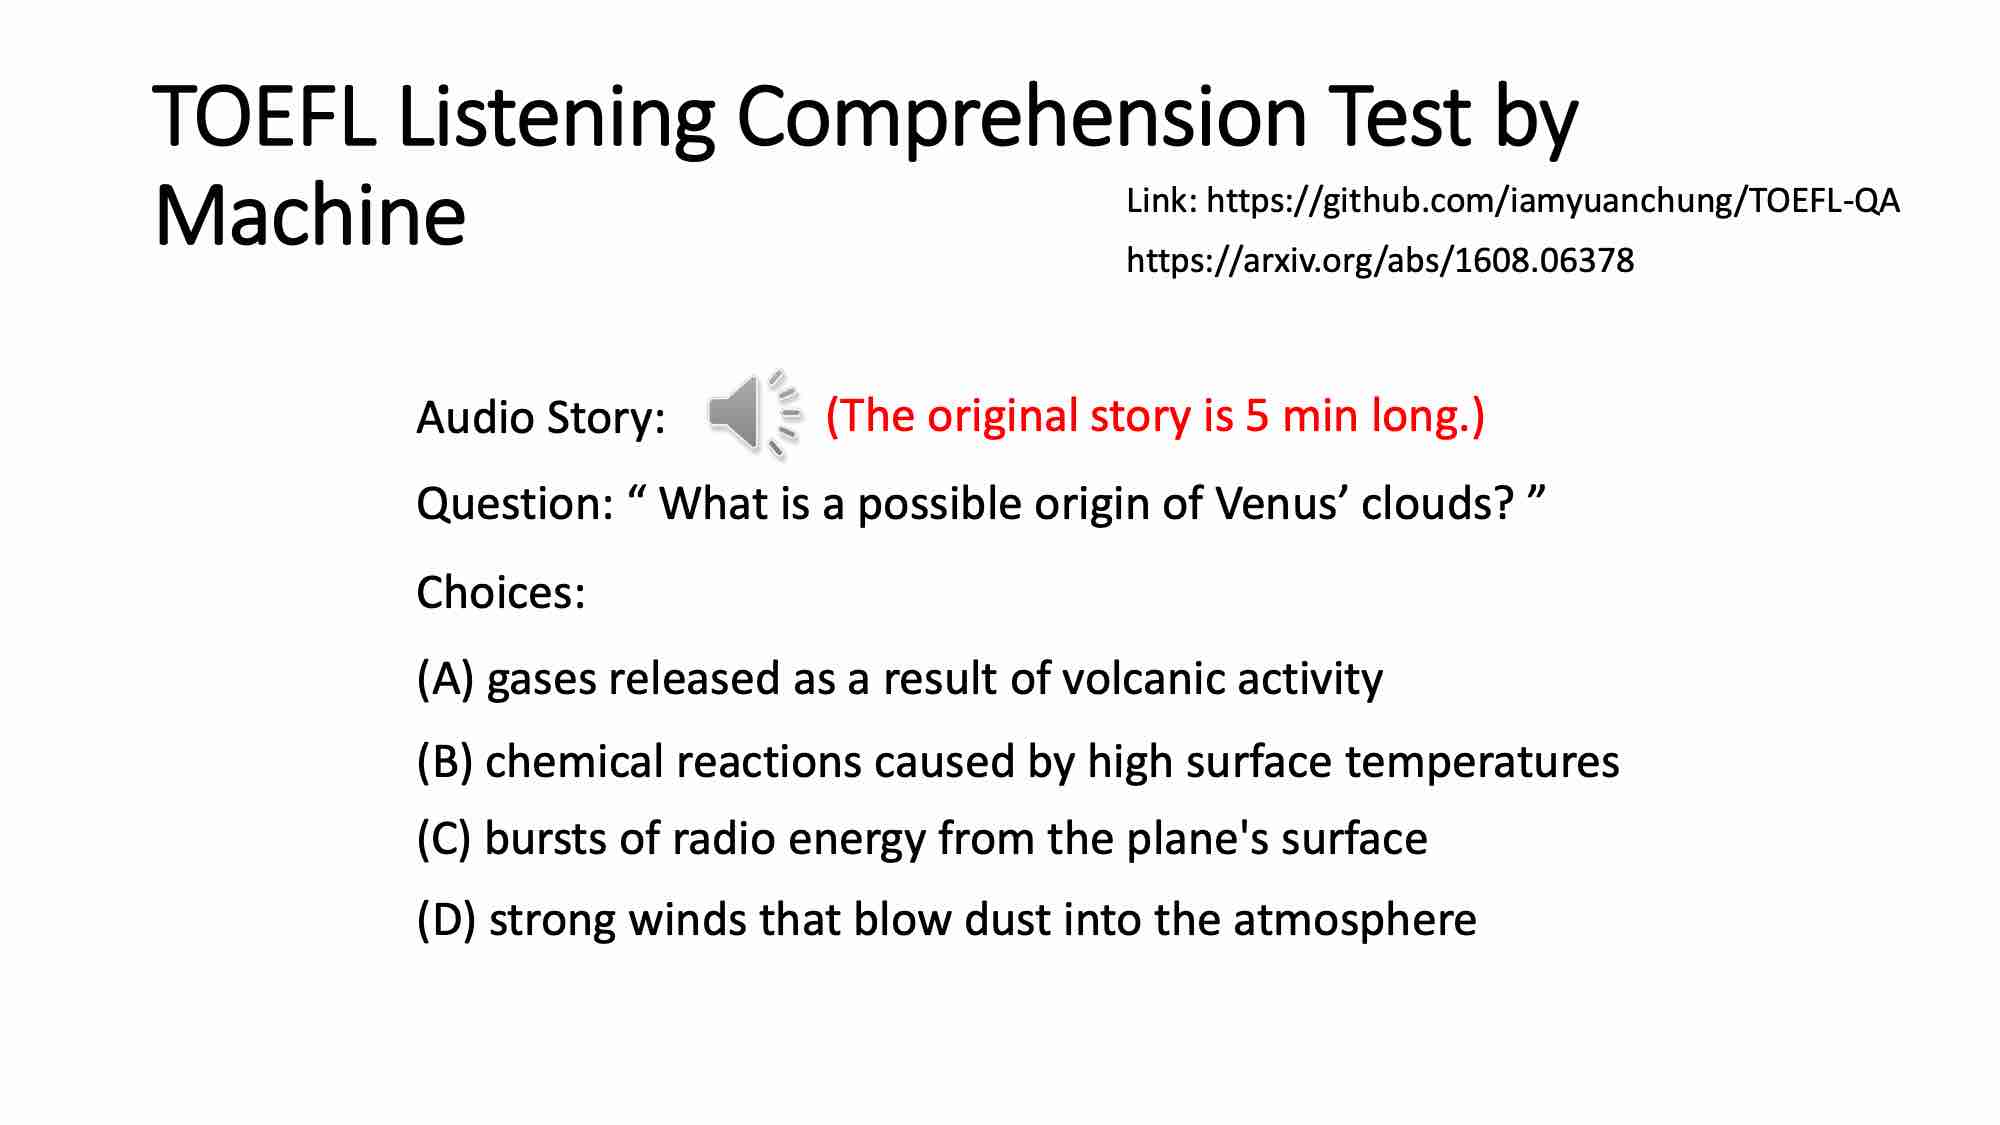 TOEFL Listening Comprehension Test by
Machine
Link: https://github.com/iamyuanchung/TOEFL-QA
https://arxiv.org/abs/1608.06378
Audio Story: (The original story is 5 min long.)
Question: “ What is a possible origin of Venus’ clouds? ”
Choices:
(A) gases released as a result of volcanic activity
(B) chemical reactions caused by high surface temperatures
(C) bursts of radio energy from the plane's surface
(D) strong winds that blow dust into the atmosphere